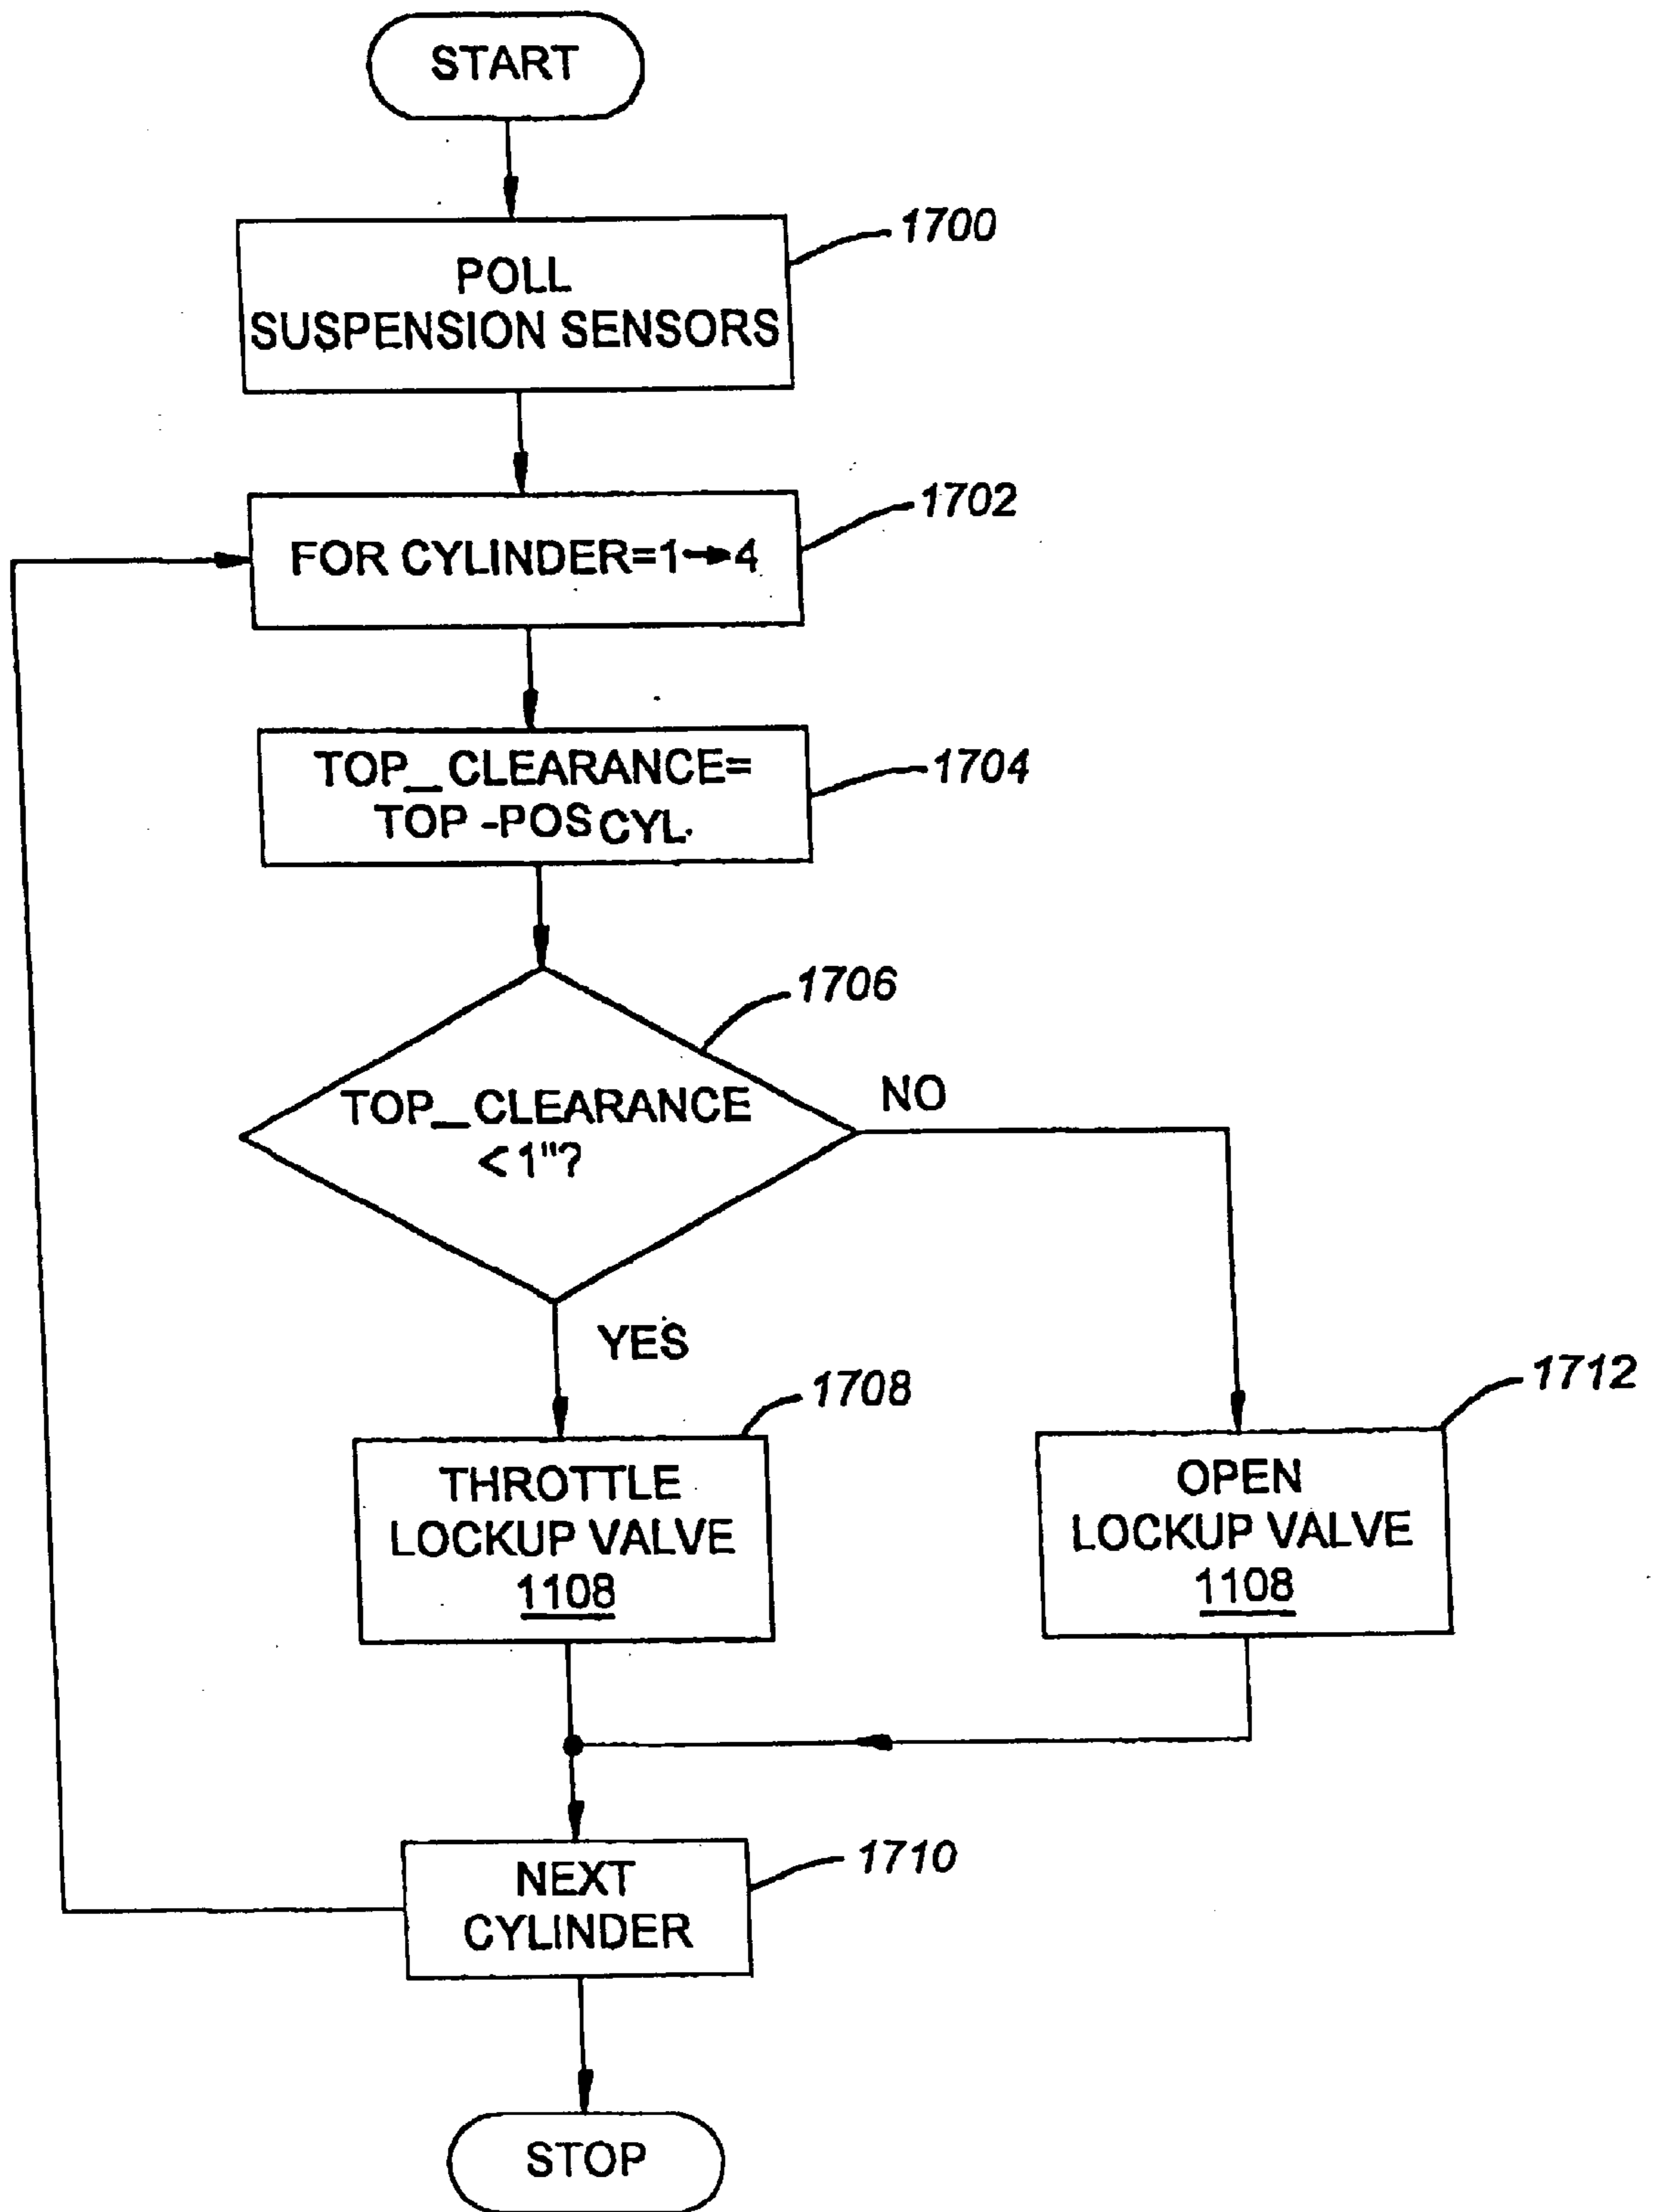 START
1700
POLL
SUSPENSION SENSORS
1702
FOR CYLINDER=1→4
1704
TOP_CLEARANCE=
TOP -POS CYL.
1706
TOP_CLEARANCE
<1"?
NO
YES
1708
THROTTLE
LOCKUP VALVE
1108
1712
OPEN
LOCKUP VALVE
1108
1710
NEXT
CYLINDER
STOP